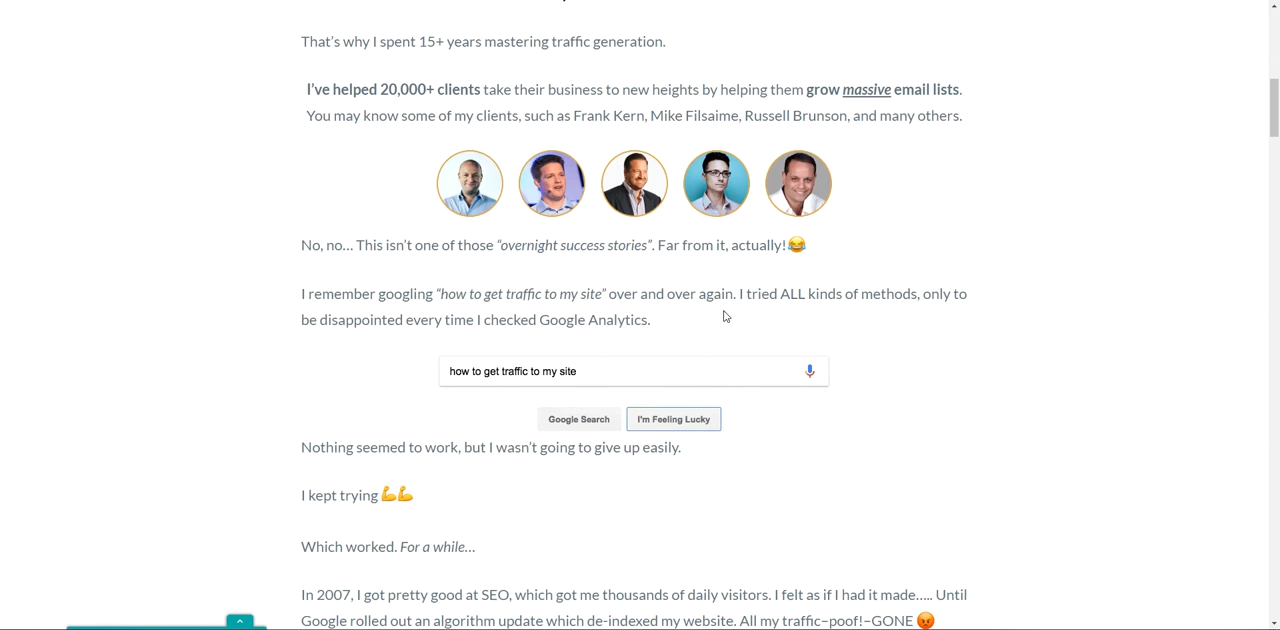 That’s why I spent 15+ years mastering traffic generation.
I’ve helped 20,000+ clients take their business to new heights by helping them grow massive email lists.
You may know some of my clients, such as Frank Kern, Mike Filsaime, Russell Brunson, and many others.
No, no… This isn’t one of those “overnight success stories”. Far from it, actually!😂
I remember googling “how to get traffic to my site” over and over again. I tried ALL kinds of methods, only to
be disappointed every time I checked Google Analytics.
how to get traffic to my site
Google Search I'm Feeling Lucky
Nothing seemed to work, but I wasn’t going to give up easily.
I kept trying 💪💪
Which worked. For a while…
In 2007, I got pretty good at SEO, which got me thousands of daily visitors. I felt as if I had it made….. Until
Google rolled out an algorithm update which de-indexed my website. All my traffic–poof!–GONE 😡